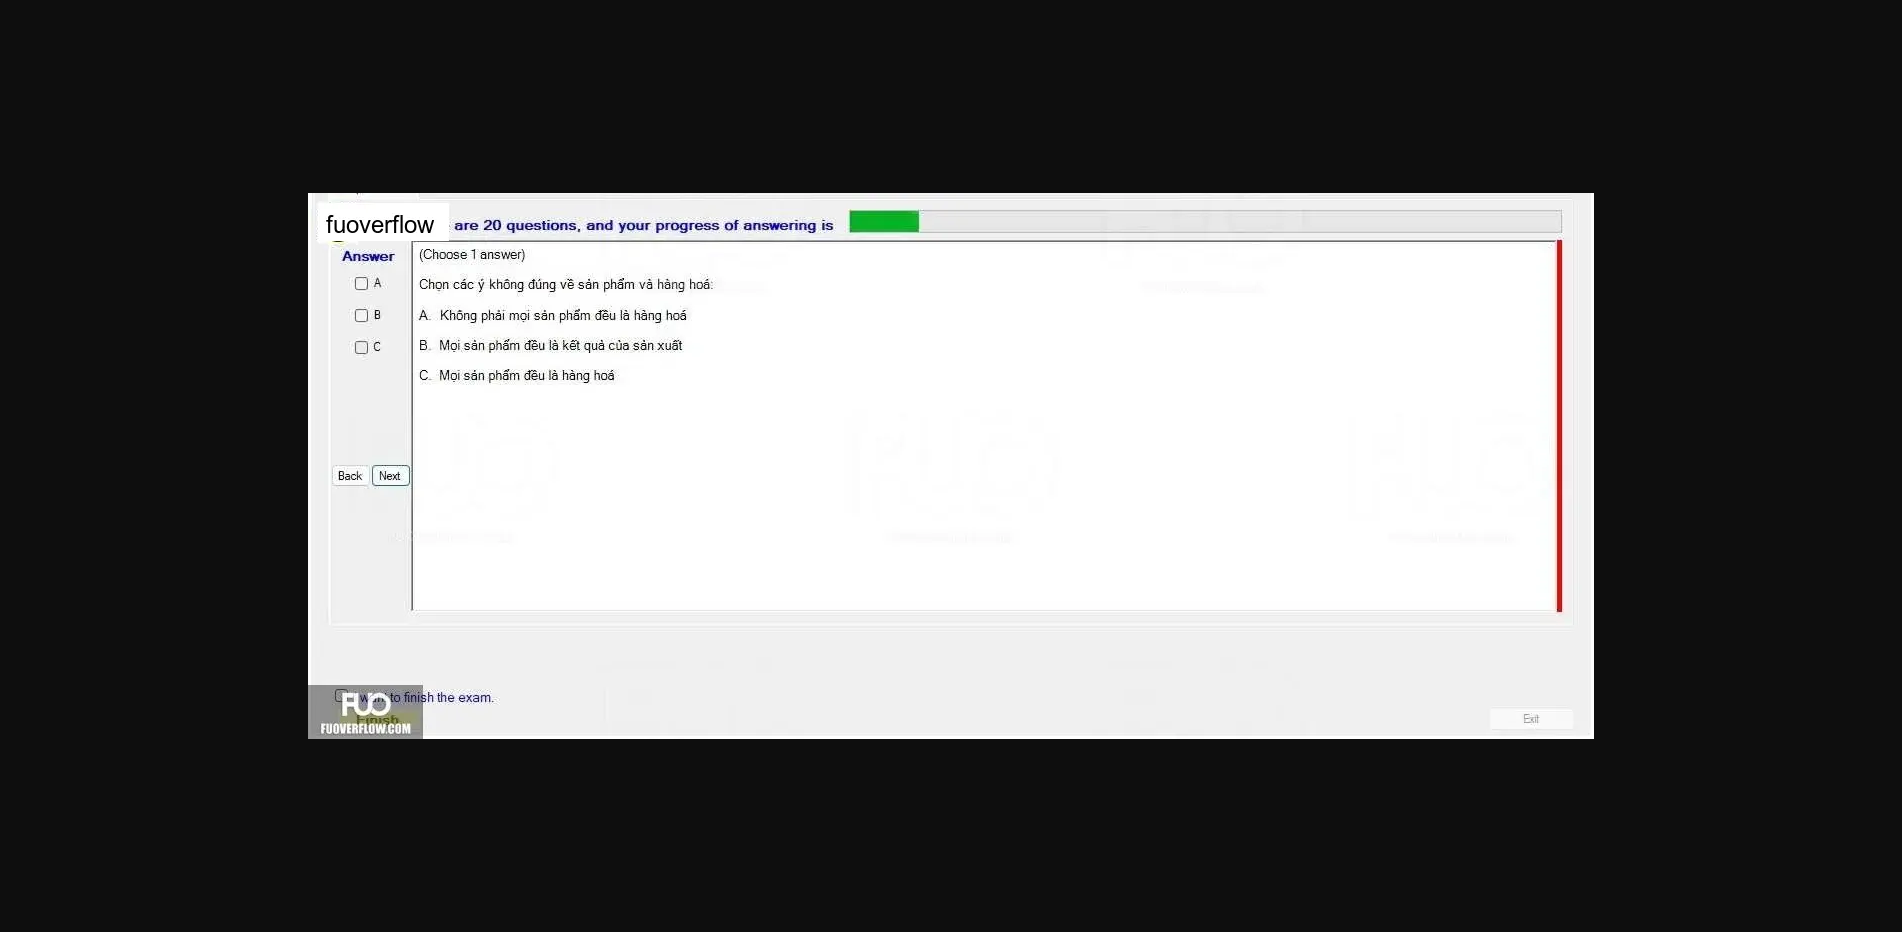 fuoverflow
are 20 questions, and your progress of answering is
Answer
(Choose 1 answer)
A
Chọn các ý không đúng về sản phẩm và hàng hoá:
B
A. Không phải mọi sản phẩm đều là hàng hoá
C
B. Mọi sản phẩm đều là kết quả của sản xuất
C. Mọi sản phẩm đều là hàng hoá
Back Next
want to finish the exam.
FUO
Finish
FUOVERFLOW.COM
Exit